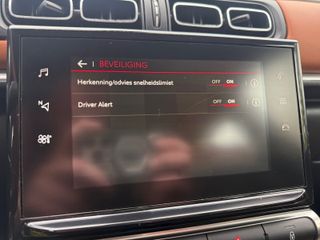 BEVEILIGING
Herkenning/advies snelheidslimiet OFF ON
Driver Alert OFF ON
N